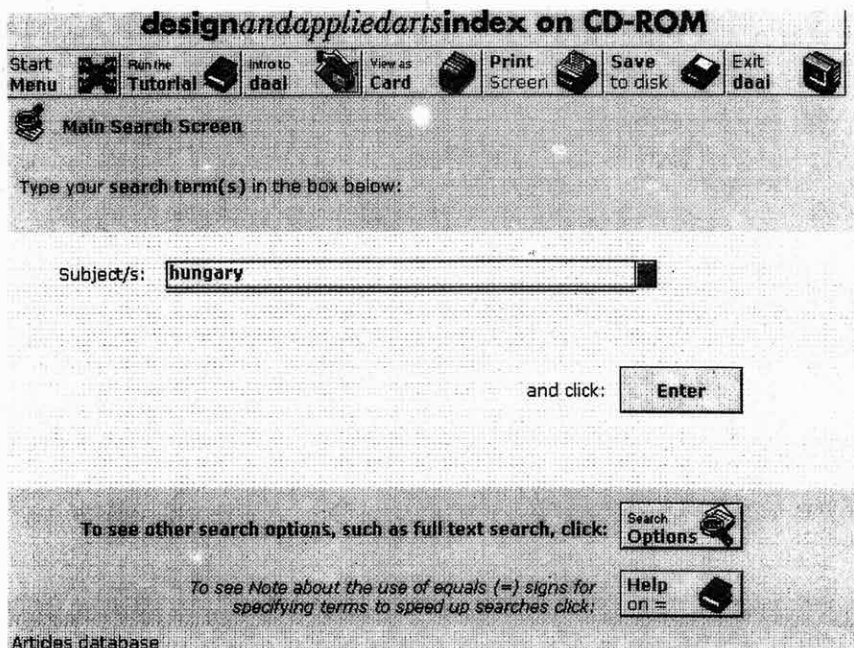 designandappliedartsindex on CD-ROM
Start Menu
Run the Tutorial
Intro to daai
View as Card
Print Screen
Save to disk
Exit daai
Main Search Screen
Type your search term(s) in the box below:
Subject/s: hungary
and click: Enter
To see other search options, such as full text search, click:
Search Options
To see Note about the use of equals (=) signs for
specifying terms to speed up searches click:
Help on =
Articles database